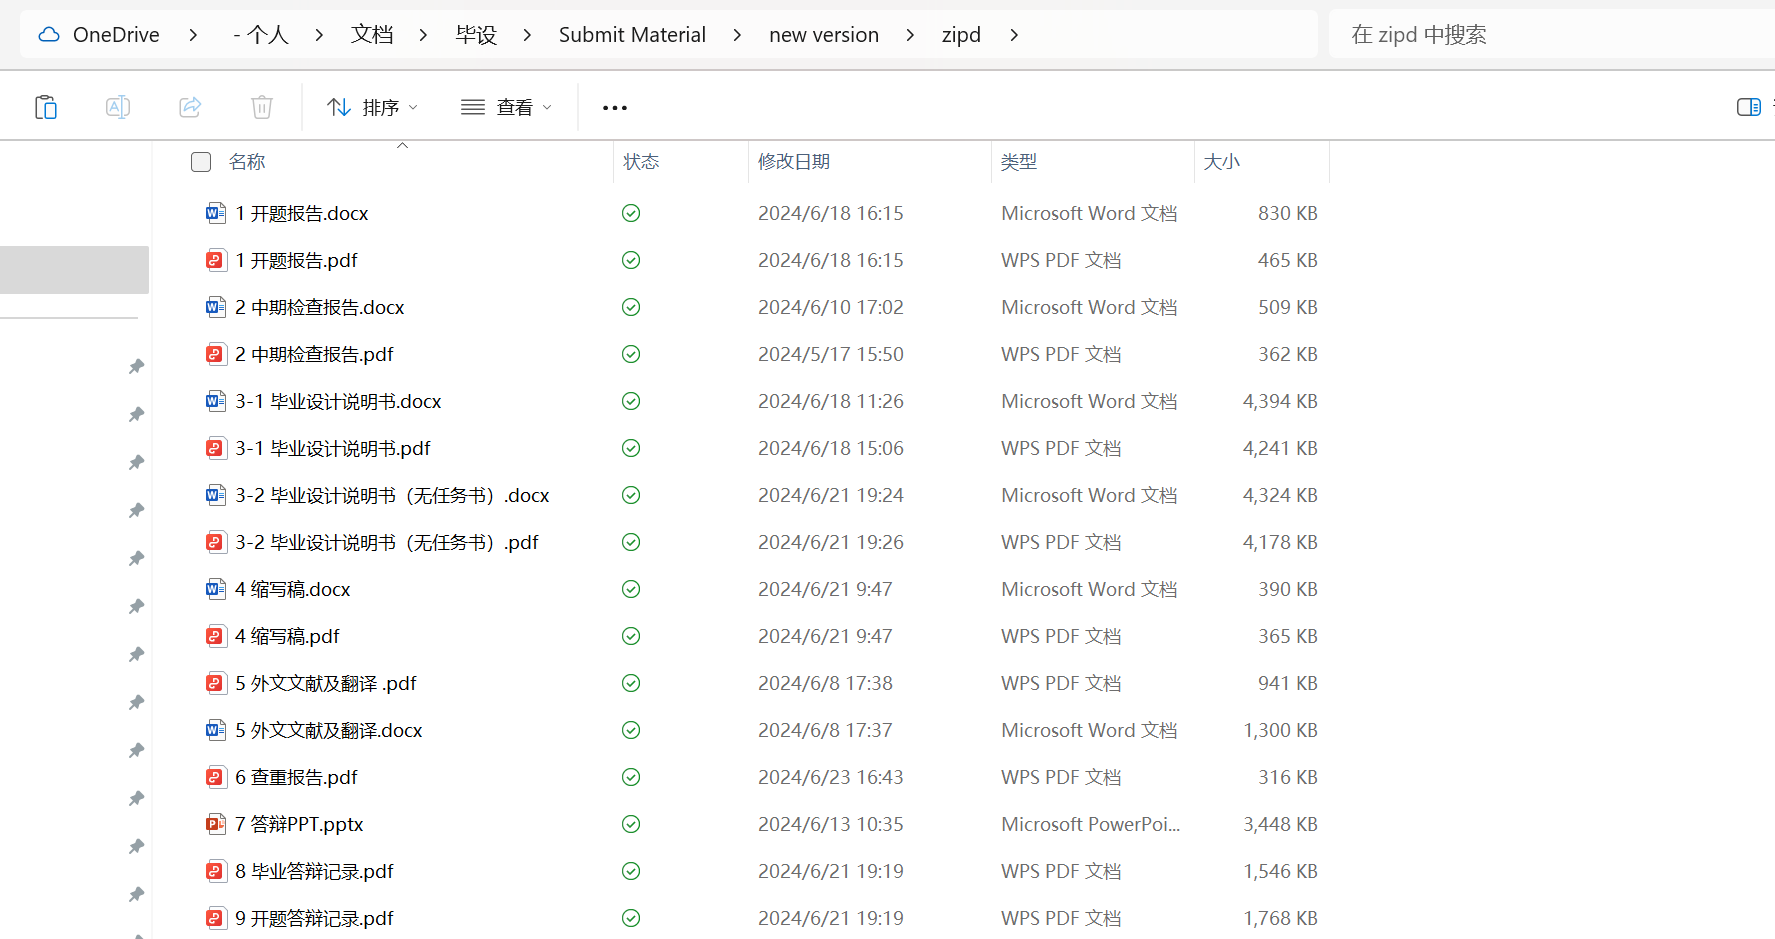 OneDrive > - 个人 > 文档 > 毕设 > Submit Material > new version > zipd > 在 zipd 中搜索
排序 查看 •••
名称 状态 修改日期 类型 大小
1 开题报告.docx 2024/6/18 16:15 Microsoft Word 文档 830 KB
1 开题报告.pdf 2024/6/18 16:15 WPS PDF 文档 465 KB
2 中期检查报告.docx 2024/6/10 17:02 Microsoft Word 文档 509 KB
2 中期检查报告.pdf 2024/5/17 15:50 WPS PDF 文档 362 KB
3-1 毕业设计说明书.docx 2024/6/18 11:26 Microsoft Word 文档 4,394 KB
3-1 毕业设计说明书.pdf 2024/6/18 15:06 WPS PDF 文档 4,241 KB
3-2 毕业设计说明书（无任务书）.docx 2024/6/21 19:24 Microsoft Word 文档 4,324 KB
3-2 毕业设计说明书（无任务书）.pdf 2024/6/21 19:26 WPS PDF 文档 4,178 KB
4 缩写稿.docx 2024/6/21 9:47 Microsoft Word 文档 390 KB
4 缩写稿.pdf 2024/6/21 9:47 WPS PDF 文档 365 KB
5 外文文献及翻译 .pdf 2024/6/8 17:38 WPS PDF 文档 941 KB
5 外文文献及翻译.docx 2024/6/8 17:37 Microsoft Word 文档 1,300 KB
6 查重报告.pdf 2024/6/23 16:43 WPS PDF 文档 316 KB
7 答辩PPT.pptx 2024/6/13 10:35 Microsoft PowerPoi... 3,448 KB
8 毕业答辩记录.pdf 2024/6/21 19:19 WPS PDF 文档 1,546 KB
9 开题答辩记录.pdf 2024/6/21 19:19 WPS PDF 文档 1,768 KB